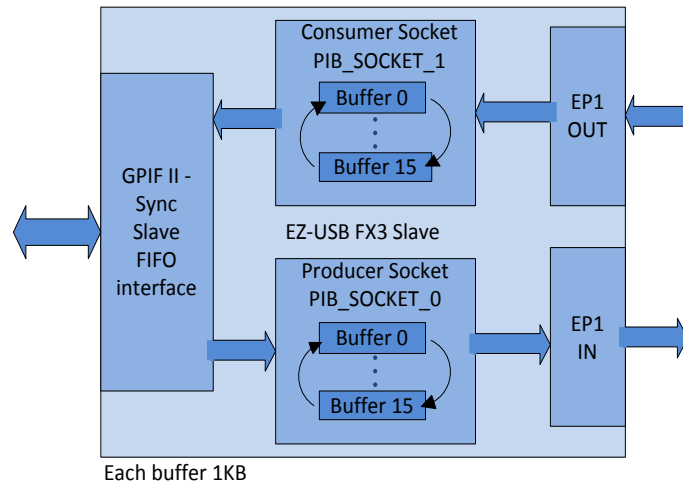 Consumer Socket
PIB_SOCKET_1
Buffer 0
Buffer 15
EP1
OUT
GPIF II -
Sync
Slave
FIFO
interface
EZ-USB FX3 Slave
Producer Socket
PIB_SOCKET_0
Buffer 0
Buffer 15
EP1
IN
Each buffer 1KB